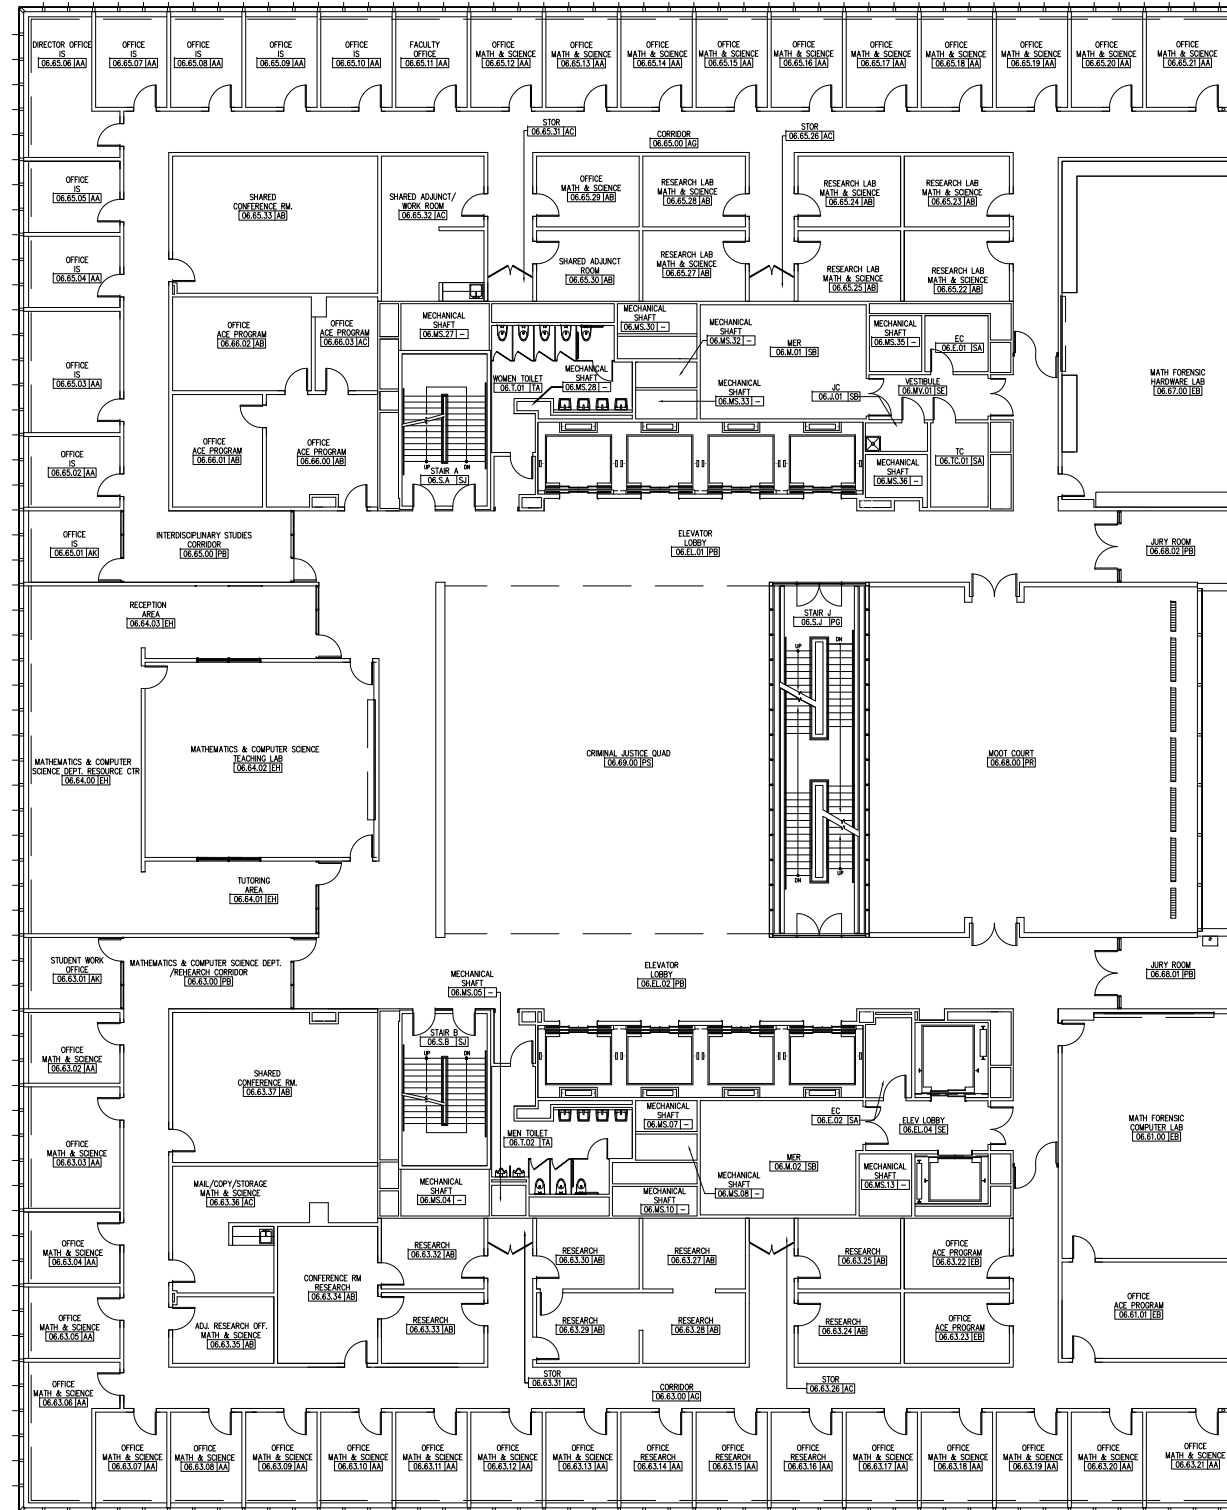 DIRECTOR OFFICE
IS
06.65.06 AA
OFFICE
IS
06.65.07 AA
OFFICE
IS
06.65.08 AA
OFFICE
IS
06.65.09 AA
OFFICE
IS
06.65.10 AA
FACULTY
OFFICE
06.65.11 AA
OFFICE
MATH & SCIENCE
06.65.12 AA
OFFICE
MATH & SCIENCE
06.65.13 AA
OFFICE
MATH & SCIENCE
06.65.14 AA
OFFICE
MATH & SCIENCE
06.65.15 AA
OFFICE
MATH & SCIENCE
06.65.16 AA
OFFICE
MATH & SCIENCE
06.65.17 AA
OFFICE
MATH & SCIENCE
06.65.18 AA
OFFICE
MATH & SCIENCE
06.65.19 AA
OFFICE
MATH & SCIENCE
06.65.20 AA
OFFICE
MATH & SCIENCE
06.65.21 AA
STOR
06.65.31 AC
CORRIDOR
06.65.00 AG
STOR
06.65.26 AC
OFFICE
IS
06.65.05 AA
SHARED
CONFERENCE RM.
06.65.33 AB
SHARED ADJUNCT/
WORK ROOM
06.65.32 AC
OFFICE
MATH & SCIENCE
06.65.29 AB
RESEARCH LAB
MATH & SCIENCE
06.65.28 AB
RESEARCH LAB
MATH & SCIENCE
06.65.24 AB
RESEARCH LAB
MATH & SCIENCE
06.65.23 AB
OFFICE
IS
06.65.04 AA
SHARED ADJUNCT
ROOM
06.65.30 AB
RESEARCH LAB
MATH & SCIENCE
06.65.27 AB
RESEARCH LAB
MATH & SCIENCE
06.65.25 AB
RESEARCH LAB
MATH & SCIENCE
06.65.22 AB
OFFICE
ACE PROGRAM
06.66.02 AB
OFFICE
ACE PROGRAM
06.66.03 AC
MECHANICAL
SHAFT
06.MS.27 -
MECHANICAL
SHAFT
06.MS.30 -
MECHANICAL
SHAFT
06.MS.32 -
MER
06.M.01 SB
MECHANICAL
SHAFT
06.MS.35 -
EC
06.E.01 SA
OFFICE
IS
06.65.03 AA
WOMEN TOILET
06.T.01 TA
MECHANICAL
SHAFT
06.MS.28 -
MECHANICAL
SHAFT
06.MS.33 -
JC
06.J.01 SB
VESTIBULE
06.MV.01 SE
MATH FORENSIC
HARDWARE LAB
06.67.00 EB
OFFICE
IS
06.65.02 AA
OFFICE
ACE PROGRAM
06.66.01 AB
OFFICE
ACE PROGRAM
06.66.00 AB
UP
DN
STAIR A
06.S.A SJ
MECHANICAL
SHAFT
06.MS.36 -
TC
06.TC.01 SA
OFFICE
IS
06.65.01 AK
INTERDISCIPLINARY STUDIES
CORRIDOR
06.65.00 PB
ELEVATOR
LOBBY
06.EL.01 PB
JURY ROOM
06.68.02 PB
RECEPTION
AREA
06.64.03 EH
STAIR J
06.S.J PG
UP
DN
MATHEMATICS & COMPUTER
SCIENCE DEPT. RESOURCE CTR
06.64.00 EH
MATHEMATICS & COMPUTER SCIENCE
TEACHING LAB
06.64.02 EH
CRIMINAL JUSTICE QUAD
06.69.00 PS
MOOT COURT
06.68.00 PR
DN
UP
TUTORING
AREA
06.64.01 EH
STUDENT WORK
OFFICE
06.63.01 AK
MATHEMATICS & COMPUTER SCIENCE DEPT.
/REHEARCH CORRIDOR
06.63.00 PB
MECHANICAL
SHAFT
06.MS.05 -
ELEVATOR
LOBBY
06.EL.02 PB
JURY ROOM
06.68.01 PB
OFFICE
MATH & SCIENCE
06.63.02 AA
SHARED
CONFERENCE RM.
06.63.37 AB
STAIR B
06.S.B SJ
UP
DN
OFFICE
MATH & SCIENCE
06.63.03 AA
MEN TOILET
06.T.02 TA
MECHANICAL
SHAFT
06.MS.07 -
EC
06.E.02 SA
ELEV LOBBY
06.EL.04 SE
MATH FORENSIC
COMPUTER LAB
06.61.00 EB
MAIL/COPY/STORAGE
MATH & SCIENCE
06.63.36 AC
MECHANICAL
SHAFT
06.MS.04 -
MECHANICAL
SHAFT
06.MS.10 -
MECHANICAL
SHAFT
06.MS.08 -
MER
06.M.02 SB
MECHANICAL
SHAFT
06.MS.13 -
OFFICE
MATH & SCIENCE
06.63.04 AA
CONFERENCE RM
RESEARCH
06.63.34 AB
RESEARCH
06.63.32 AB
RESEARCH
06.63.30 AB
RESEARCH
06.63.27 AB
RESEARCH
06.63.25 AB
OFFICE
ACE PROGRAM
06.63.22 EB
OFFICE
MATH & SCIENCE
06.63.05 AA
ADJ. RESEARCH OFF.
MATH & SCIENCE
06.63.35 AB
RESEARCH
06.63.33 AB
RESEARCH
06.63.29 AB
RESEARCH
06.63.28 AB
RESEARCH
06.63.24 AB
OFFICE
ACE PROGRAM
06.63.23 EB
OFFICE
ACE PROGRAM
06.61.01 EB
OFFICE
MATH & SCIENCE
06.63.06 AA
STOR
06.63.31 AC
CORRIDOR
06.63.00 AG
STOR
06.63.26 AC
OFFICE
MATH & SCIENCE
06.63.07 AA
OFFICE
MATH & SCIENCE
06.63.08 AA
OFFICE
MATH & SCIENCE
06.63.09 AA
OFFICE
MATH & SCIENCE
06.63.10 AA
OFFICE
MATH & SCIENCE
06.63.11 AA
OFFICE
MATH & SCIENCE
06.63.12 AA
OFFICE
MATH & SCIENCE
06.63.13 AA
OFFICE
RESEARCH
06.63.14 AA
OFFICE
RESEARCH
06.63.15 AA
OFFICE
RESEARCH
06.63.16 AA
OFFICE
MATH & SCIENCE
06.63.17 AA
OFFICE
MATH & SCIENCE
06.63.18 AA
OFFICE
MATH & SCIENCE
06.63.19 AA
OFFICE
MATH & SCIENCE
06.63.20 AA
OFFICE
MATH & SCIENCE
06.63.21 AA